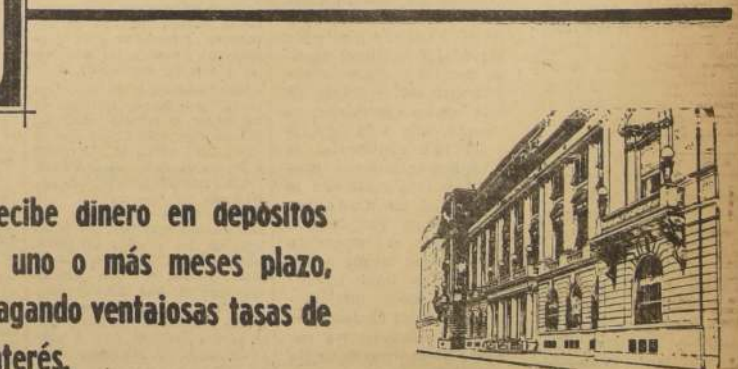 ecibe dinero en depósitos
uno o más meses plazo,
agando ventajosas tasas de
nterés.